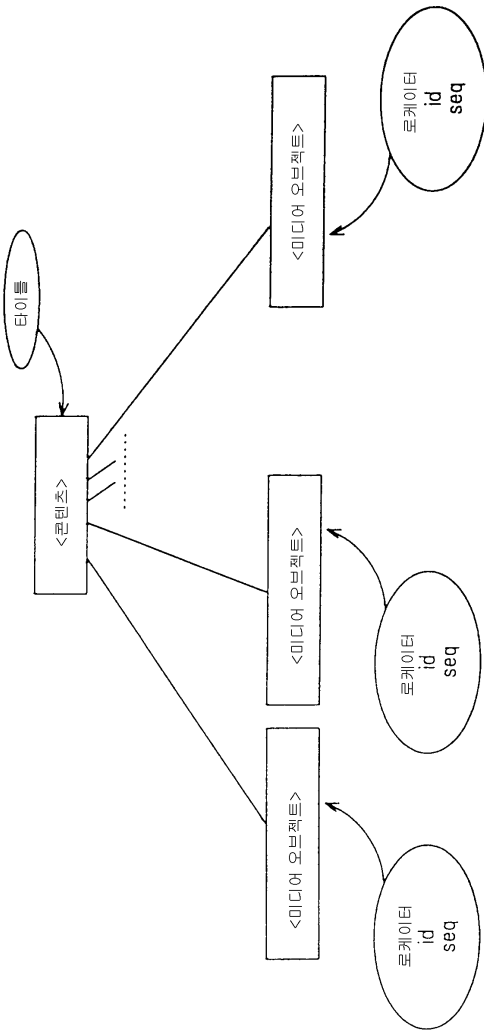 타이틀
<콘텐츠>
<미디어 오브젝트>
<미디어 오브젝트>
<미디어 오브젝트>
로케이터
id
seq
로케이터
id
seq
로케이터
id
seq